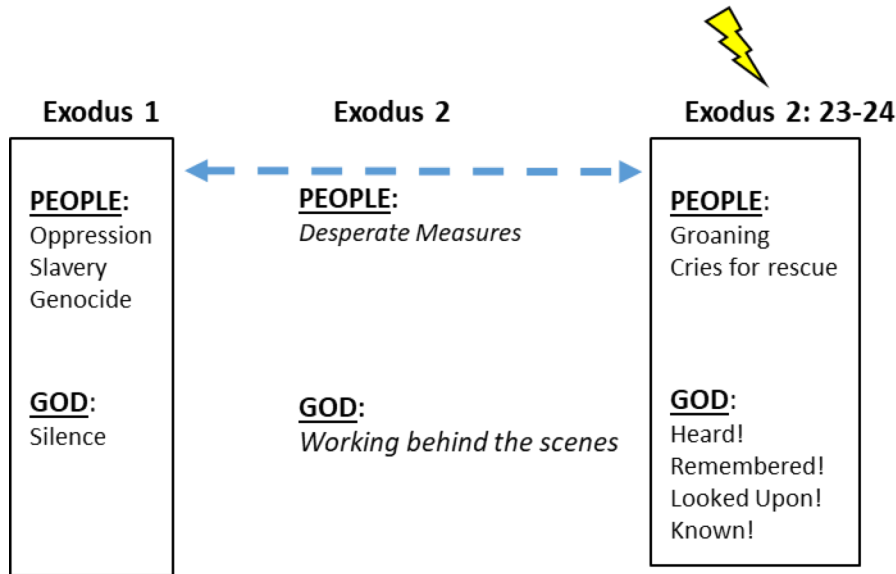 Exodus 1
Exodus 2
Exodus 2: 23-24
PEOPLE:
Oppression
Slavery
Genocide
GOD:
Silence
PEOPLE:
Desperate Measures
GOD:
Working behind the scenes
PEOPLE:
Groaning
Cries for rescue
GOD:
Heard!
Remembered!
Looked Upon!
Known!